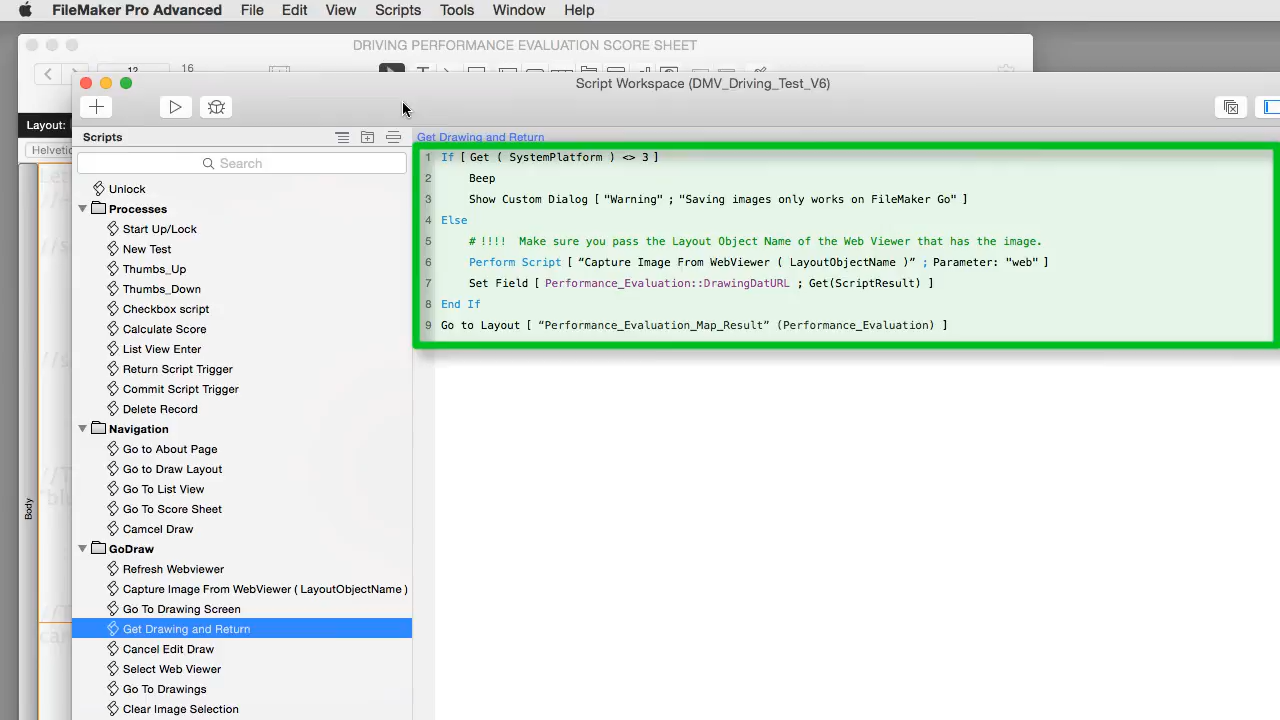 FileMaker Pro Advanced File Edit View Scripts Tools Window Help
DRIVING PERFORMANCE EVALUATION SCORE SHEET
12 16
Script Workspace (DMV_Driving_Test_V6)
Layout:
Helvetic
Body
Scripts
Search
Unlock
Processes
Start Up/Lock
New Test
Thumbs_Up
Thumbs_Down
Checkbox script
Calculate Score
List View Enter
Return Script Trigger
Commit Script Trigger
Delete Record
Navigation
Go to About Page
Go to Draw Layout
Go To List View
Go To Score Sheet
Camcel Draw
GoDraw
Refresh Webviewer
Capture Image From WebViewer ( LayoutObjectName )
Go To Drawing Screen
Get Drawing and Return
Cancel Edit Draw
Select Web Viewer
Go To Drawings
Clear Image Selection
Get Drawing and Return
1 If [ Get ( SystemPlatform ) <> 3 ]
2 Beep
3 Show Custom Dialog [ "Warning" ; "Saving images only works on FileMaker Go" ]
4 Else
5 # !!!! Make sure you pass the Layout Object Name of the Web Viewer that has the image.
6 Perform Script [ “Capture Image From WebViewer ( LayoutObjectName )” ; Parameter: "web" ]
7 Set Field [ Performance_Evaluation::DrawingDatURL ; Get(ScriptResult) ]
8 End If
9 Go to Layout [ “Performance_Evaluation_Map_Result” (Performance_Evaluation) ]